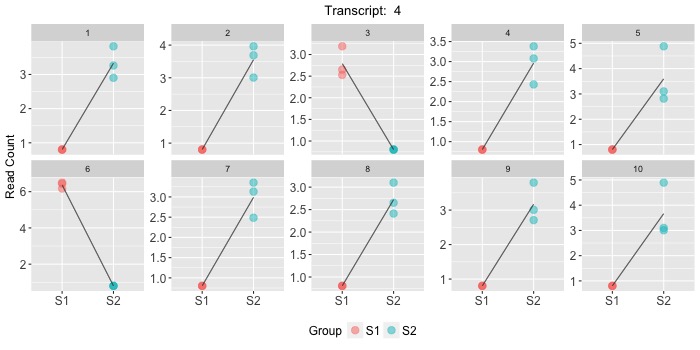 Transcript: 4
1 2 3 4 5
3 2 1
4 3 2 1
3.0 2.5 2.0 1.5 1.0
3.5 3.0 2.5 2.0 1.5 1.0
5 4 3 2 1
Read Count
6 7 8 9 10
6 4 2
3.0 2.5 2.0 1.5 1.0
3.0 2.5 2.0 1.5 1.0
3 2 1
5 4 3 2 1
S1 S2 S1 S2 S1 S2 S1 S2 S1 S2
Group S1 S2